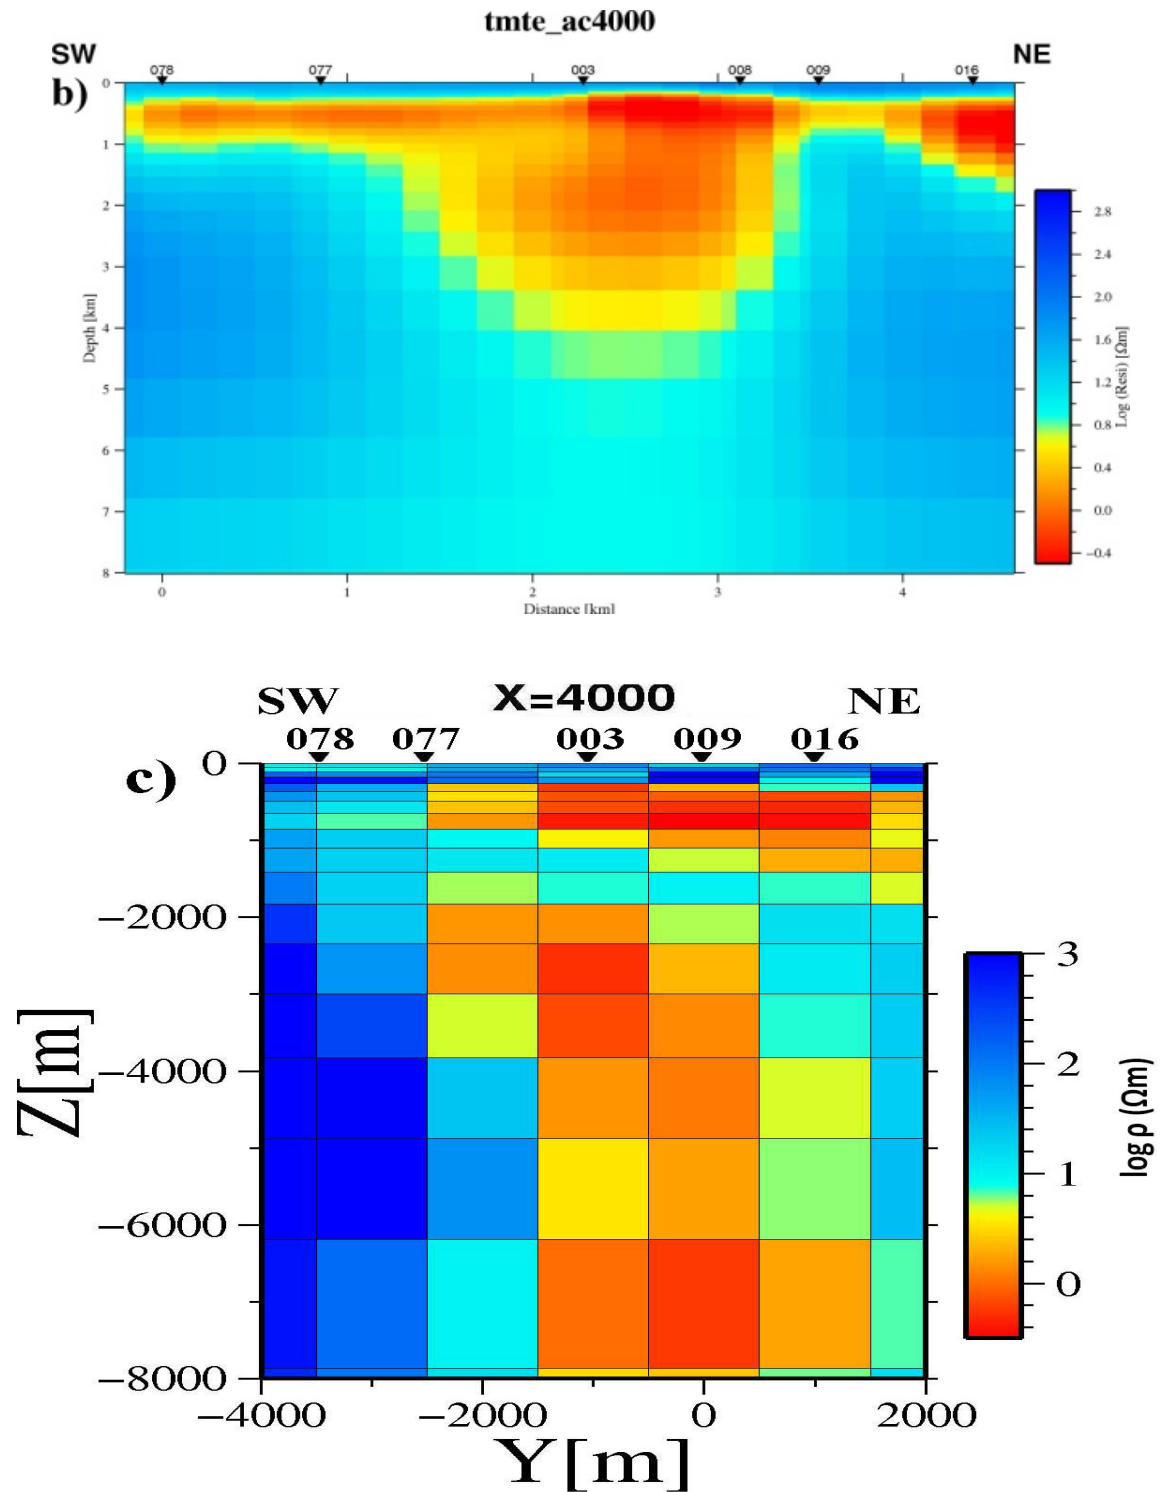 tmte_ac4000
SW NE
b)
078 077 003 008 009 016
0
1
2
3
4
5
6
7
8
Depth [km]
0 1 2 3 4
Distance [km]
2.8
2.4
2.0
1.6
1.2
0.8
0.4
0.0
−0.4
Log (Resi) [Ωm]
SW X=4000 NE
078 077 003 009 016
c)
0
−2000
−4000
−6000
−8000
Z[m]
−4000 −2000 0 2000
Y[m]
3
2
1
0
log ρ (Ωm)